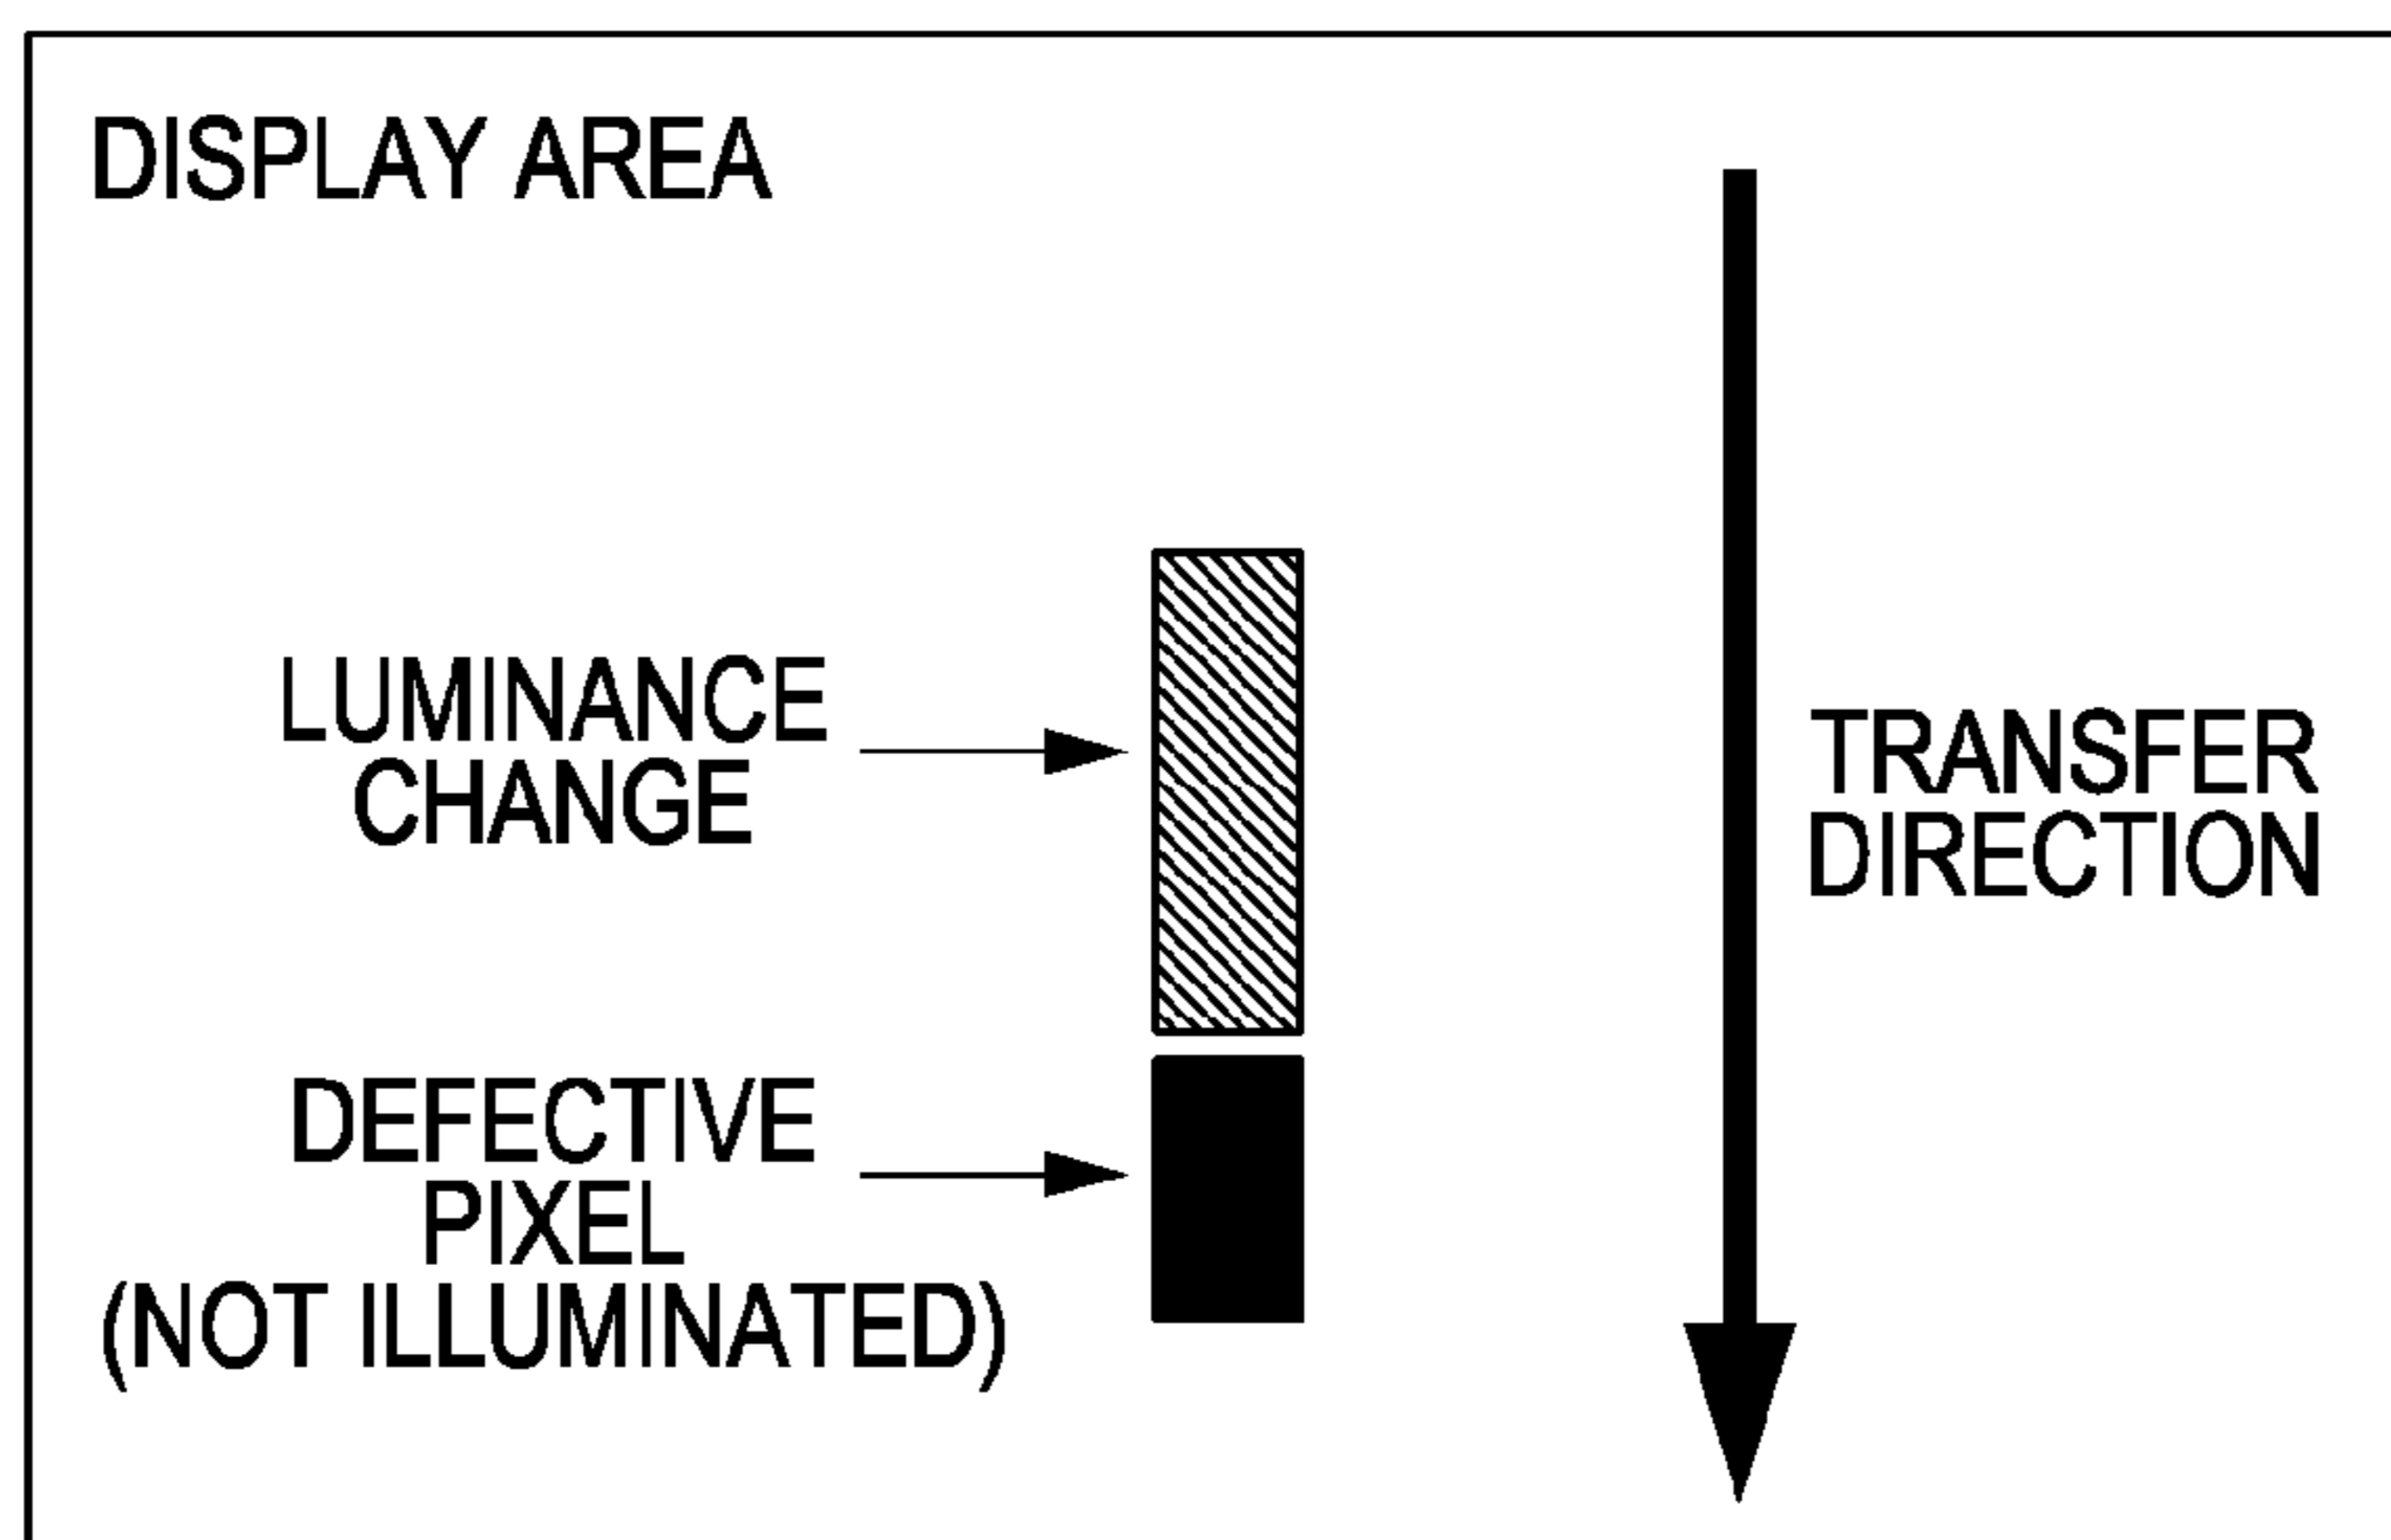 DISPLAY AREA
LUMINANCE
CHANGE
TRANSFER
DIRECTION
DEFECTIVE
PIXEL
(NOT ILLUMINATED)